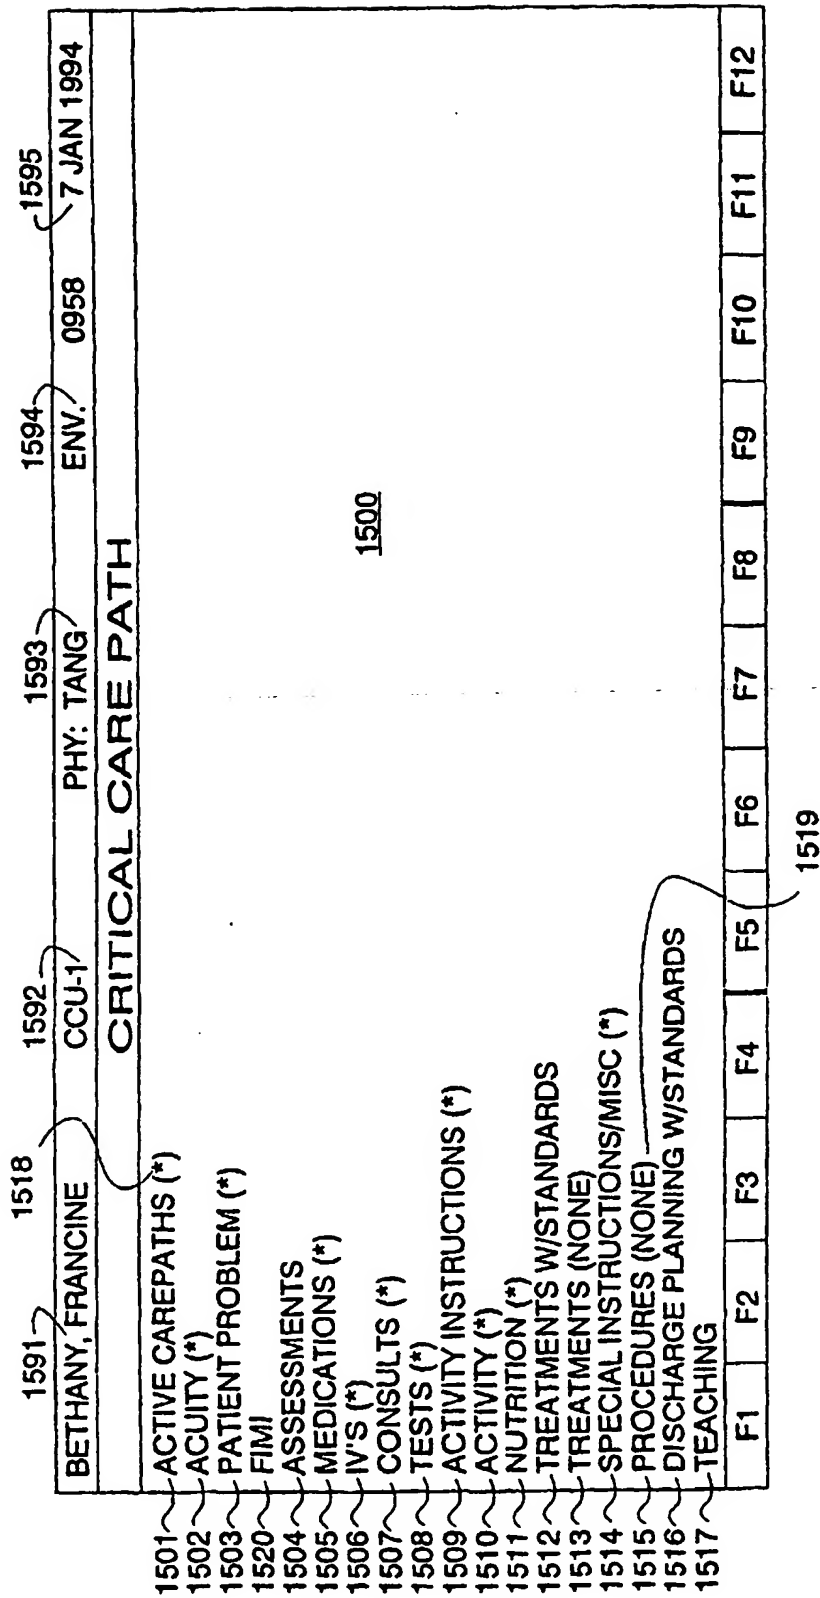 1591 1518 1592 1593 1594 1595
BETHANY, FRANCINE CCU-1 PHY: TANG ENV. 0958 7 JAN 1994
CRITICAL CARE PATH
1501 ACTIVE CAREPATHS (*)
1502 ACUITY (*)
1503 PATIENT PROBLEM (*)
1520 FIMI
1504 ASSESSMENTS
1505 MEDICATIONS (*)
1506 IV'S (*)
1507 CONSULTS (*)
1508 TESTS (*)
1509 ACTIVITY INSTRUCTIONS (*)
1510 ACTIVITY (*)
1511 NUTRITION (*)
1512 TREATMENTS W/STANDARDS
1513 TREATMENTS (NONE)
1514 SPECIAL INSTRUCTIONS/MISC (*)
1515 PROCEDURES (NONE)
1516 DISCHARGE PLANNING W/STANDARDS
1517 TEACHING
1500
F1 F2 F3 F4 F5 F6 F7 F8 F9 F10 F11 F12
1519